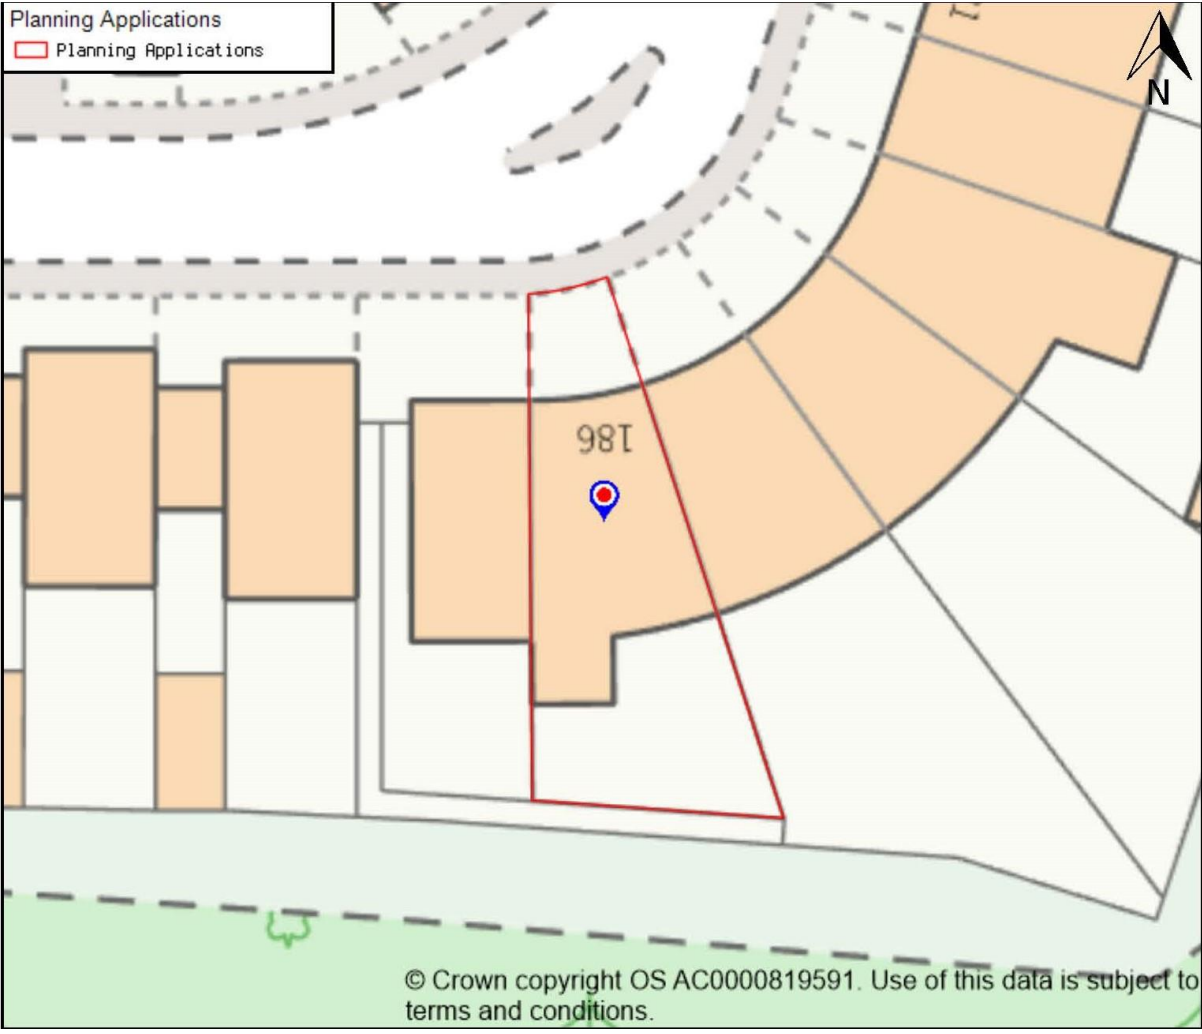 Planning Applications
Planning Applications
N
186
© Crown copyright OS AC0000819591. Use of this data is subject to
terms and conditions.